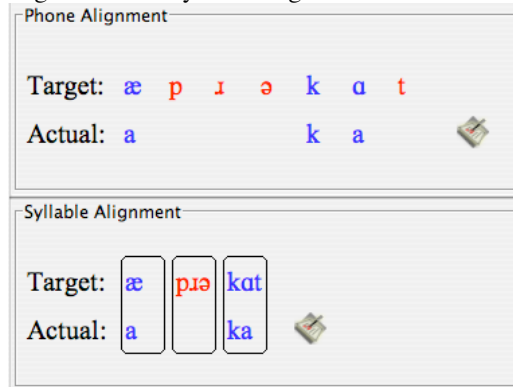 Phone Alignment
Target: æ p ɹ ə k ɑ t
Actual: a k a
Syllable Alignment
Target: æ pɹə kɑt
Actual: a ka